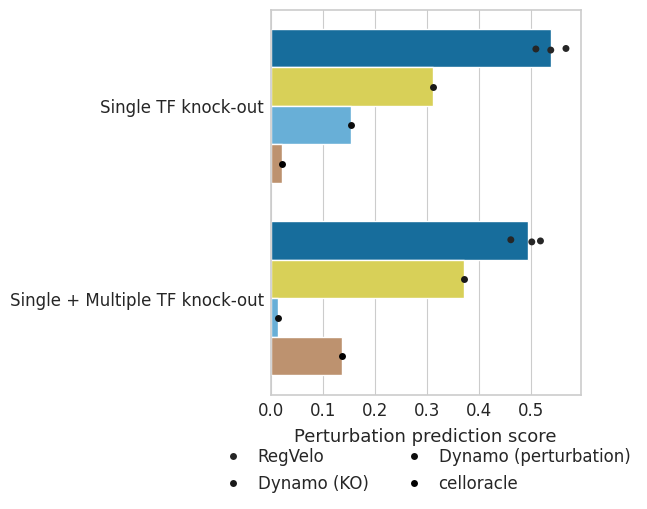 Single TF knock-out
Single + Multiple TF knock-out
0.0 0.1 0.2 0.3 0.4 0.5
Perturbation prediction score
RegVelo
Dynamo (KO)
Dynamo (perturbation)
celloracle